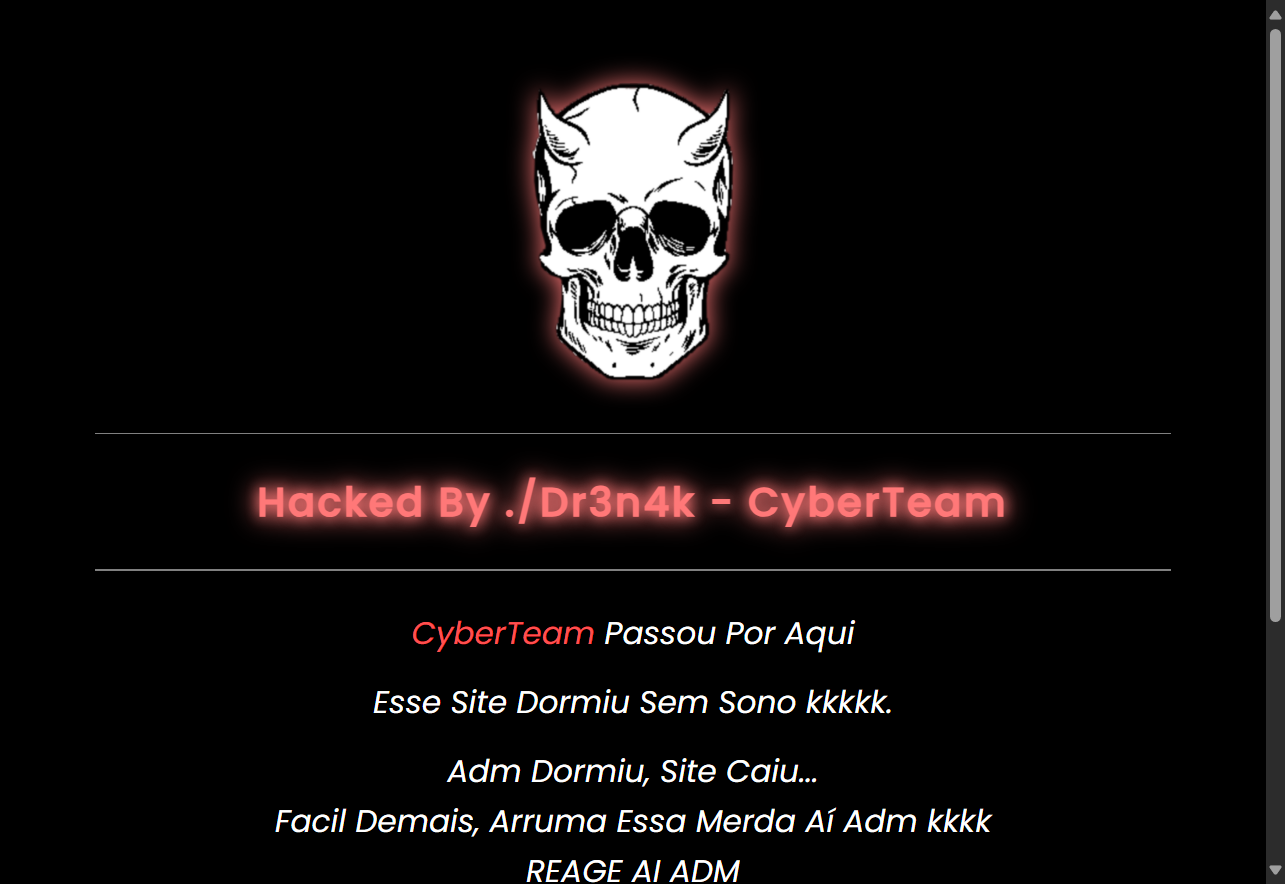 Hacked By ./Dr3n4k - CyberTeam
CyberTeam Passou Por Aqui
Esse Site Dormiu Sem Sono kkkkk.
Adm Dormiu, Site Caiu...
Facil Demais, Arruma Essa Merda Aí Adm kkkk
REAGE AI ADM